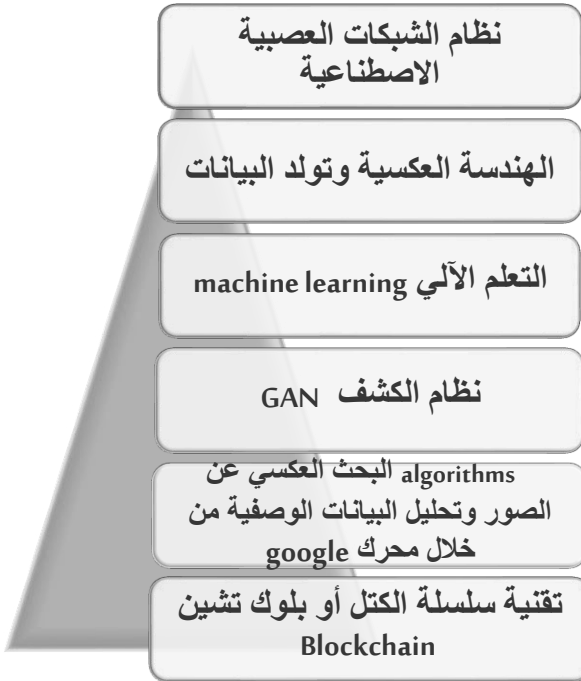 نظام الشبكات العصبية
الاصطناعية
الهندسة العكسية وتولد البيانات
التعلم الآلي machine learning
نظام الكشف GAN
algorithms البحث العكسي عن
الصور وتحليل البيانات الوصفية من
خلال محرك google
تقنية سلسلة الكتل أو بلوك تشين
Blockchain